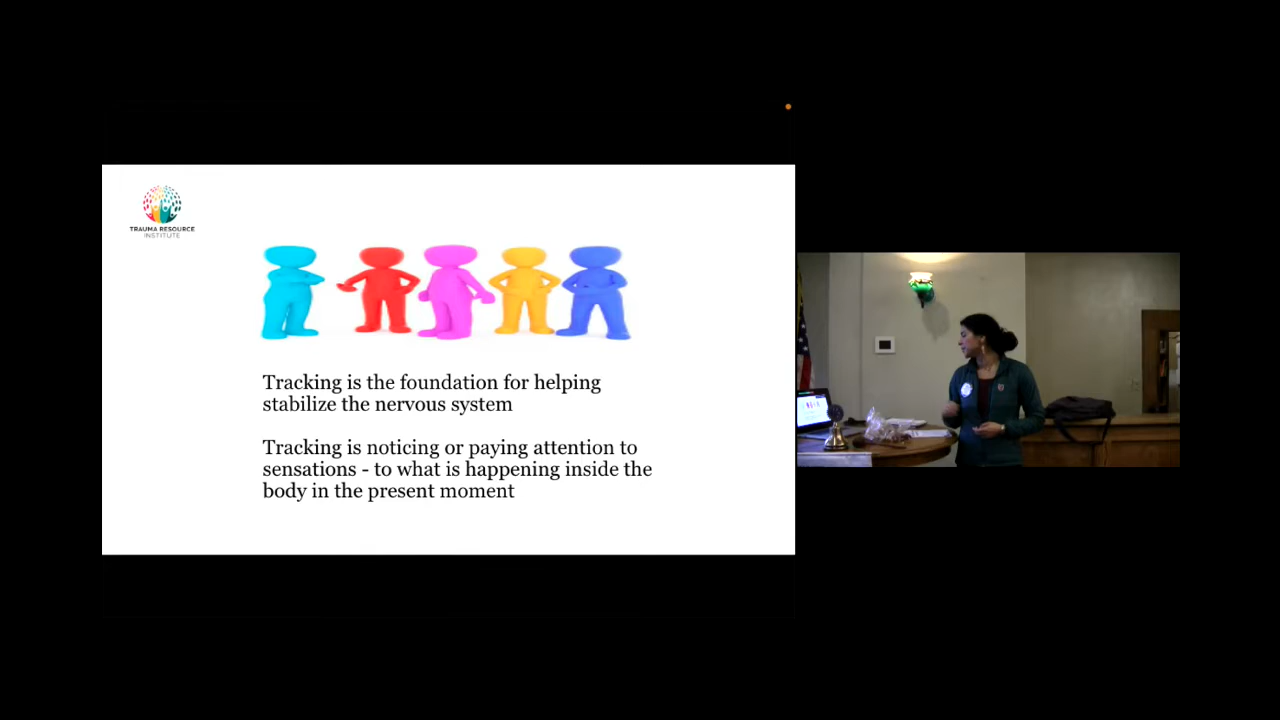 TRAUMA RESOURCE
INSTITUTE
Tracking is the foundation for helping
stabilize the nervous system
Tracking is noticing or paying attention to
sensations - to what is happening inside the
body in the present moment